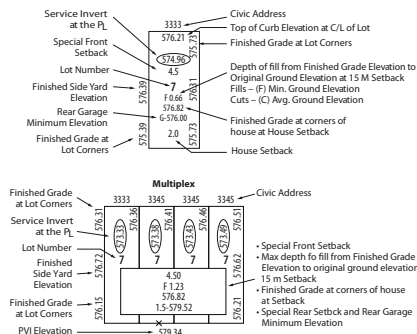 3333
Civic Address
Service Invert
at the PL
576.21
Top of Curb Elevation at C/L of Lot
575.73
Finished Grade at Lot Corners
Special Front
Setback
574.96
4.5
Lot Number
7
Depth of fill from Finished Grade Elevation to
Original Ground Elevation at 15 M Setback
Fills – (F) Min. Ground Elevation
Cuts – (C) Avg. Ground Elevation
Finished Side Yard
Elevation
576.39
576.31
F 0.66
576.82
Rear Garage
Minimum Elevation
G-576.00
Finished Grade at corners of
house at House Setback
Finished Grade at
Lot Corners
575.39
575.73
2.0
House Setback
Multiplex
Finished Grade
at Lot Corners
3333 3345 3345 3345
Civic Address
576.31 576.36 576.41 576.46 576.51
Service Invert
at the PL
573.33 573.38 573.43 573.49
Lot Number
7 7 7 7
Finished
Side Yard
Elevation
576.72
576.62
4.50
F 1.23
576.82
1.5-579.52
• Special Front Setback
• Max depth fo fill from Finished Grade
Elevation to original ground elevation
15 m Setback
• Finished Grade at corners of house
at Setback
• Special Rear Setbck and Rear Garage
Minimum Elevation
Finished Grade
at Lot Corners
576.15
576.21
PVI Elevation
579.34